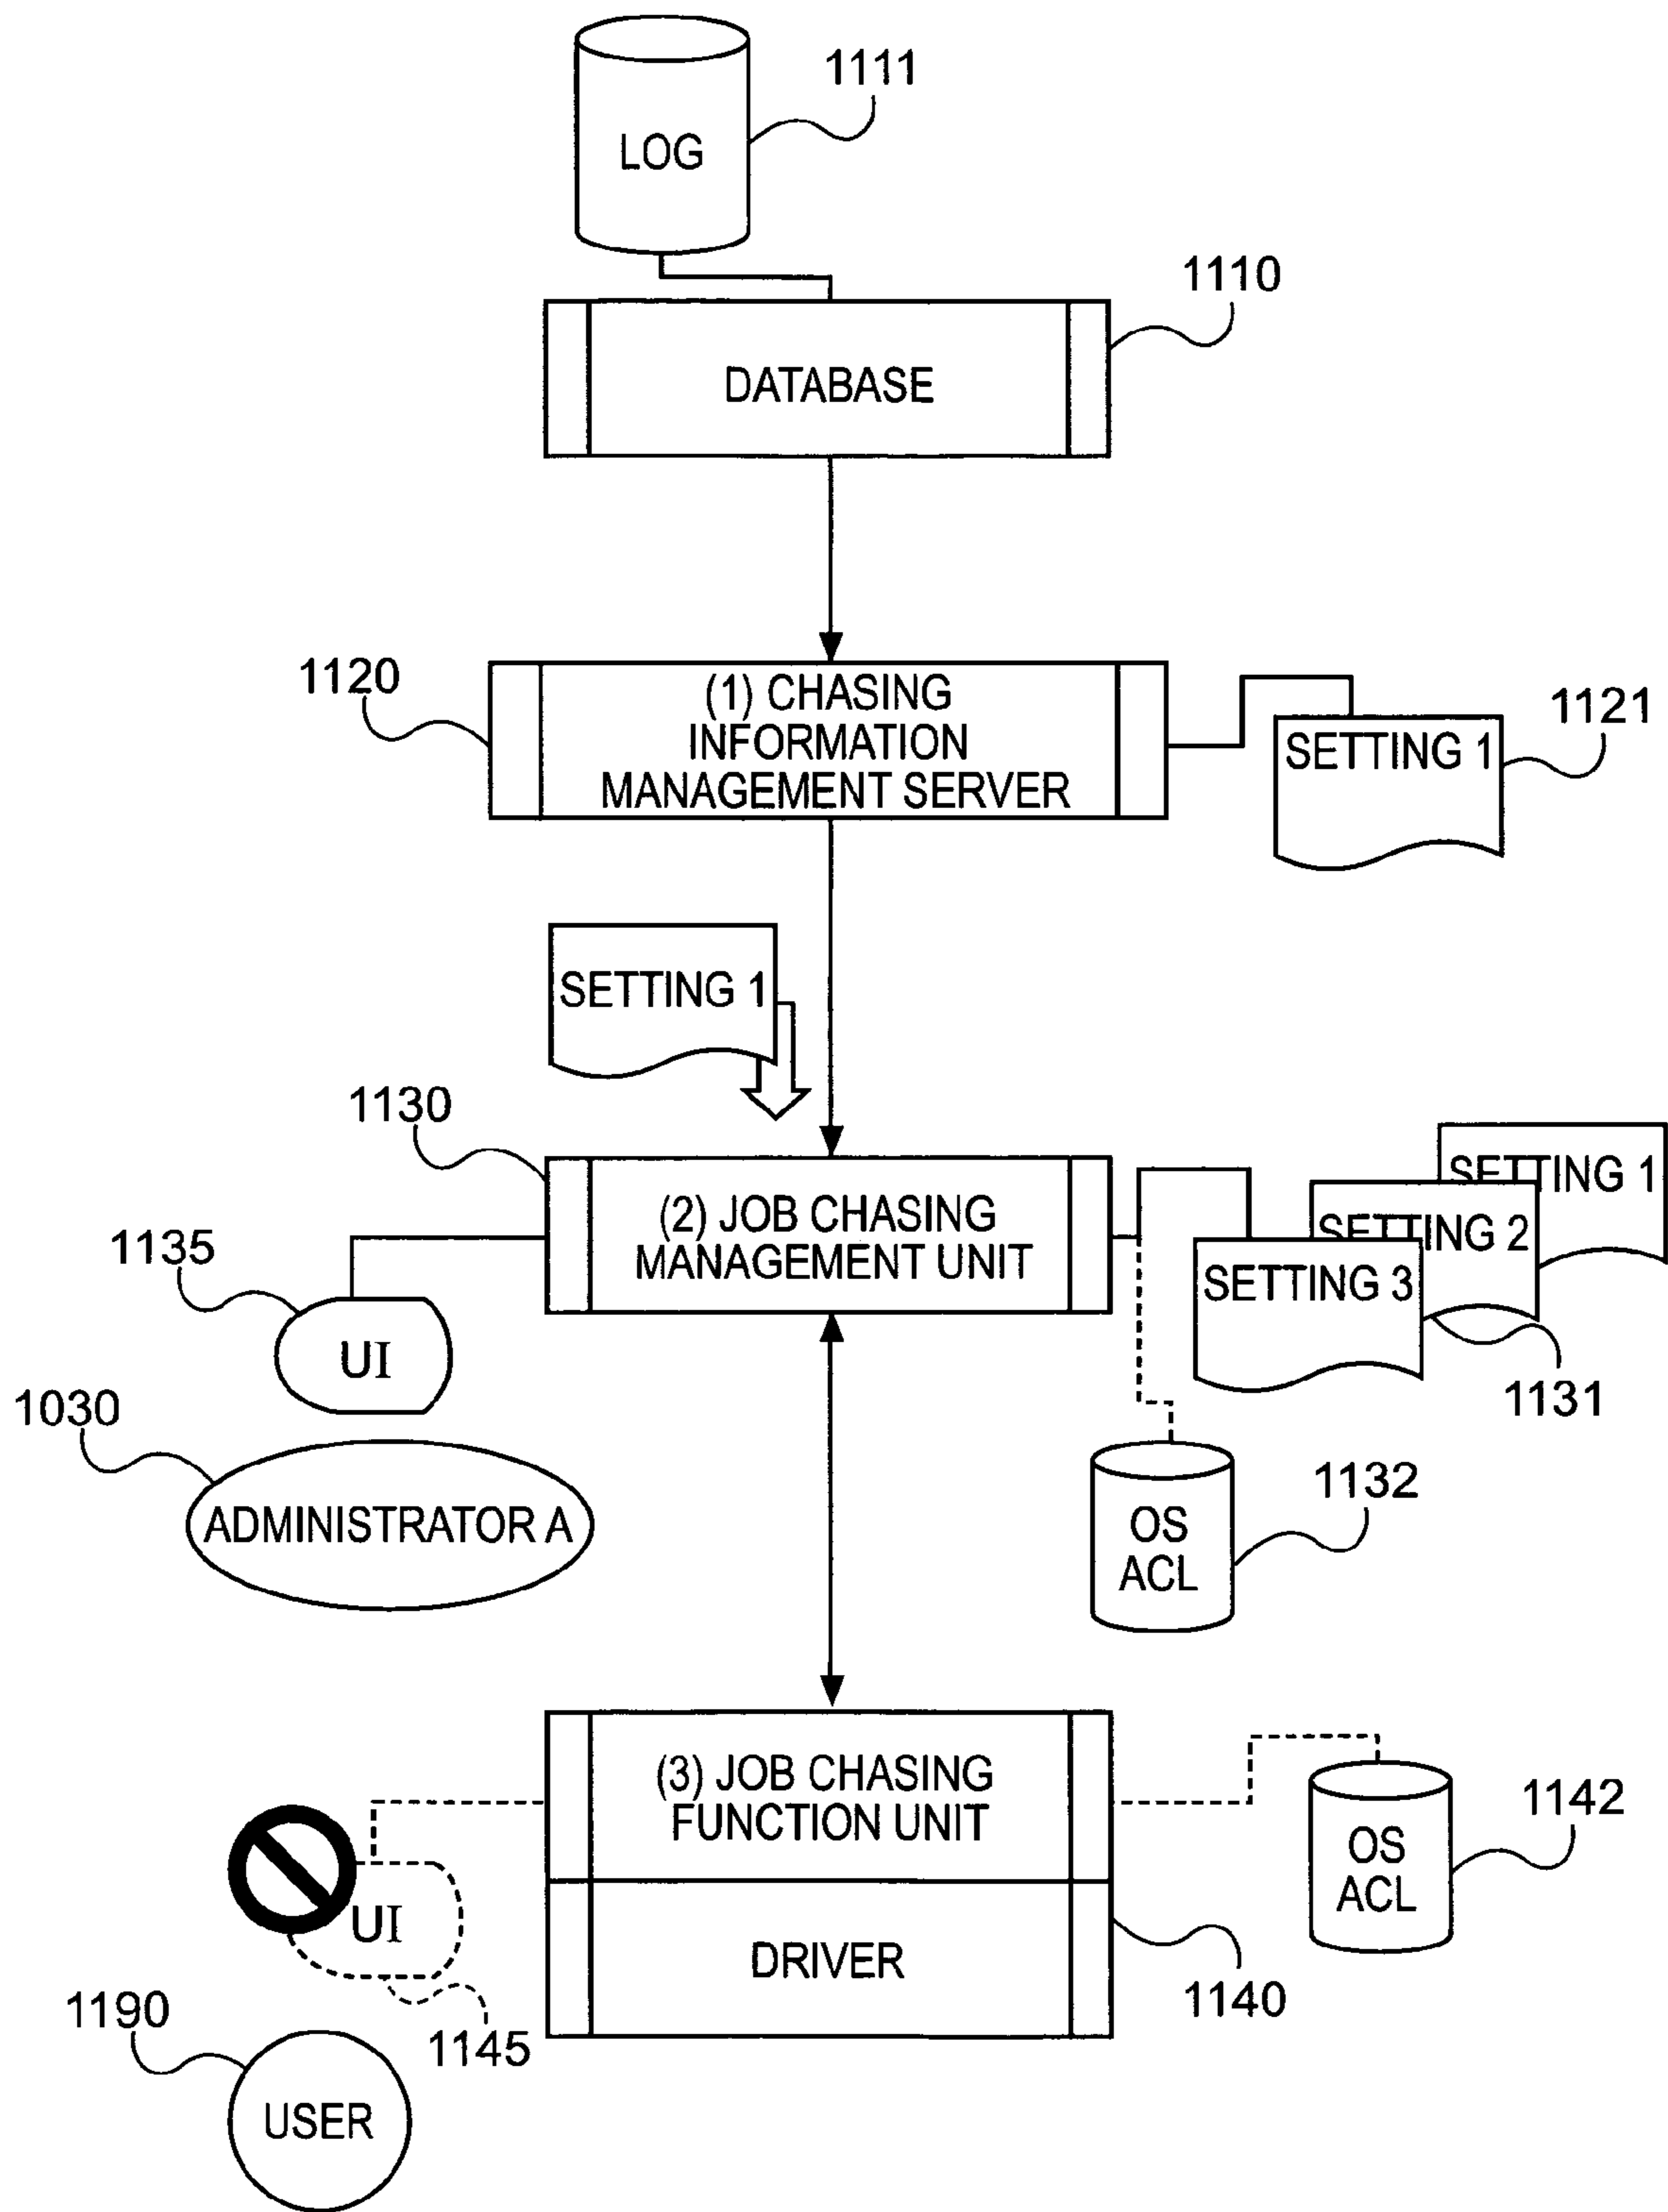 1111
LOG
1110
DATABASE
1120
(1) CHASING
INFORMATION
MANAGEMENT SERVER
1121
SETTING 1
SETTING 1
1130
(2) JOB CHASING
MANAGEMENT UNIT
SETTING 1
SETTING 2
SETTING 3
1131
1135
UI
1030
ADMINISTRATOR A
1132
OS
ACL
(3) JOB CHASING
FUNCTION UNIT
DRIVER
1140
1142
OS
ACL
UI
1145
1190
USER